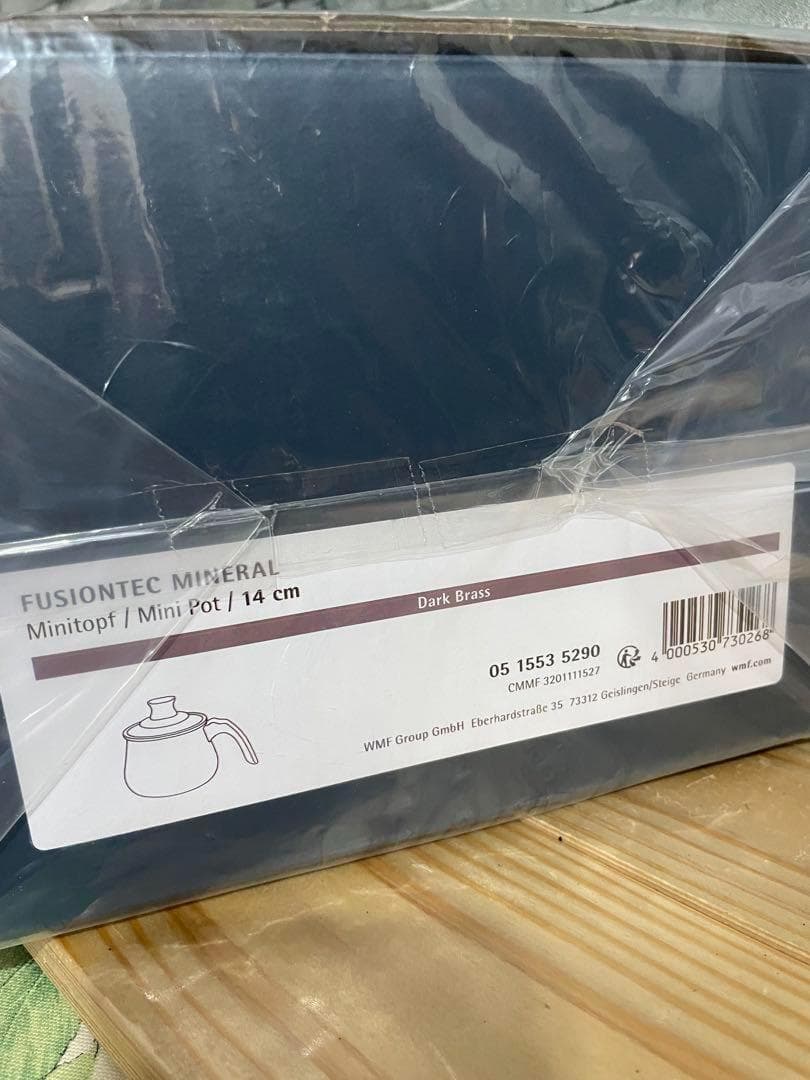 FUSIONTEC MINERAL
Minitopf / Mini Pot / 14 cm
Dark Brass
05 1553 5290
CMMF 3201111527
4 000530 730268
WMF Group GmbH Eberhardstraße 35 73312 Geislingen/Steige Germany wmf.com